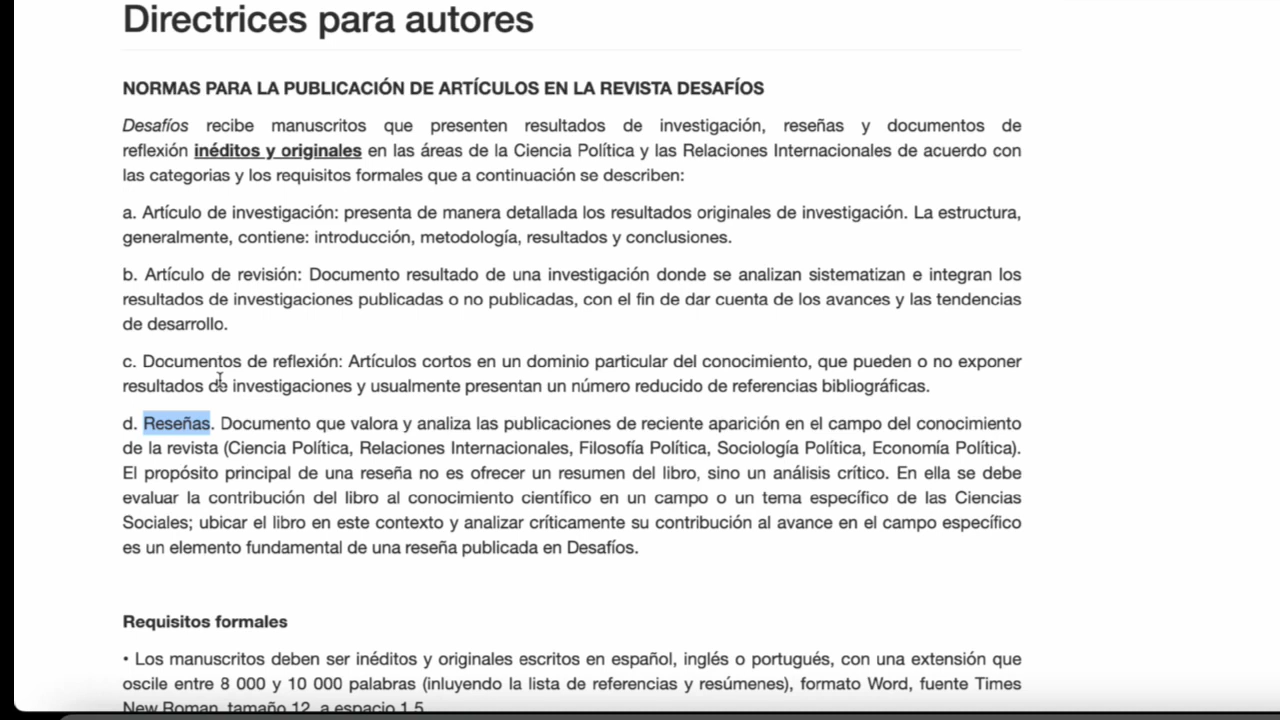 Directrices para autores
NORMAS PARA LA PUBLICACIÓN DE ARTÍCULOS EN LA REVISTA DESAFÍOS
Desafíos recibe manuscritos que presenten resultados de investigación, reseñas y documentos de
reflexión inéditos y originales en las áreas de la Ciencia Política y las Relaciones Internacionales de acuerdo con
las categorias y los requisitos formales que a continuación se describen:
a. Artículo de investigación: presenta de manera detallada los resultados originales de investigación. La estructura,
generalmente, contiene: introducción, metodología, resultados y conclusiones.
b. Artículo de revisión: Documento resultado de una investigación donde se analizan sistematizan e integran los
resultados de investigaciones publicadas o no publicadas, con el fin de dar cuenta de los avances y las tendencias
de desarrollo.
c. Documentos de reflexión: Artículos cortos en un dominio particular del conocimiento, que pueden o no exponer
resultados de investigaciones y usualmente presentan un número reducido de referencias bibliográficas.
d. Reseñas. Documento que valora y analiza las publicaciones de reciente aparición en el campo del conocimiento
de la revista (Ciencia Política, Relaciones Internacionales, Filosofía Política, Sociología Política, Economía Política).
El propósito principal de una reseña no es ofrecer un resumen del libro, sino un análisis crítico. En ella se debe
evaluar la contribución del libro al conocimiento científico en un campo o un tema específico de las Ciencias
Sociales; ubicar el libro en este contexto y analizar críticamente su contribución al avance en el campo específico
es un elemento fundamental de una reseña publicada en Desafíos.
Requisitos formales
• Los manuscritos deben ser inéditos y originales escritos en español, inglés o portugués, con una extensión que
oscile entre 8 000 y 10 000 palabras (inluyendo la lista de referencias y resúmenes), formato Word, fuente Times
New Roman, tamaño 12, a espacio 1,5